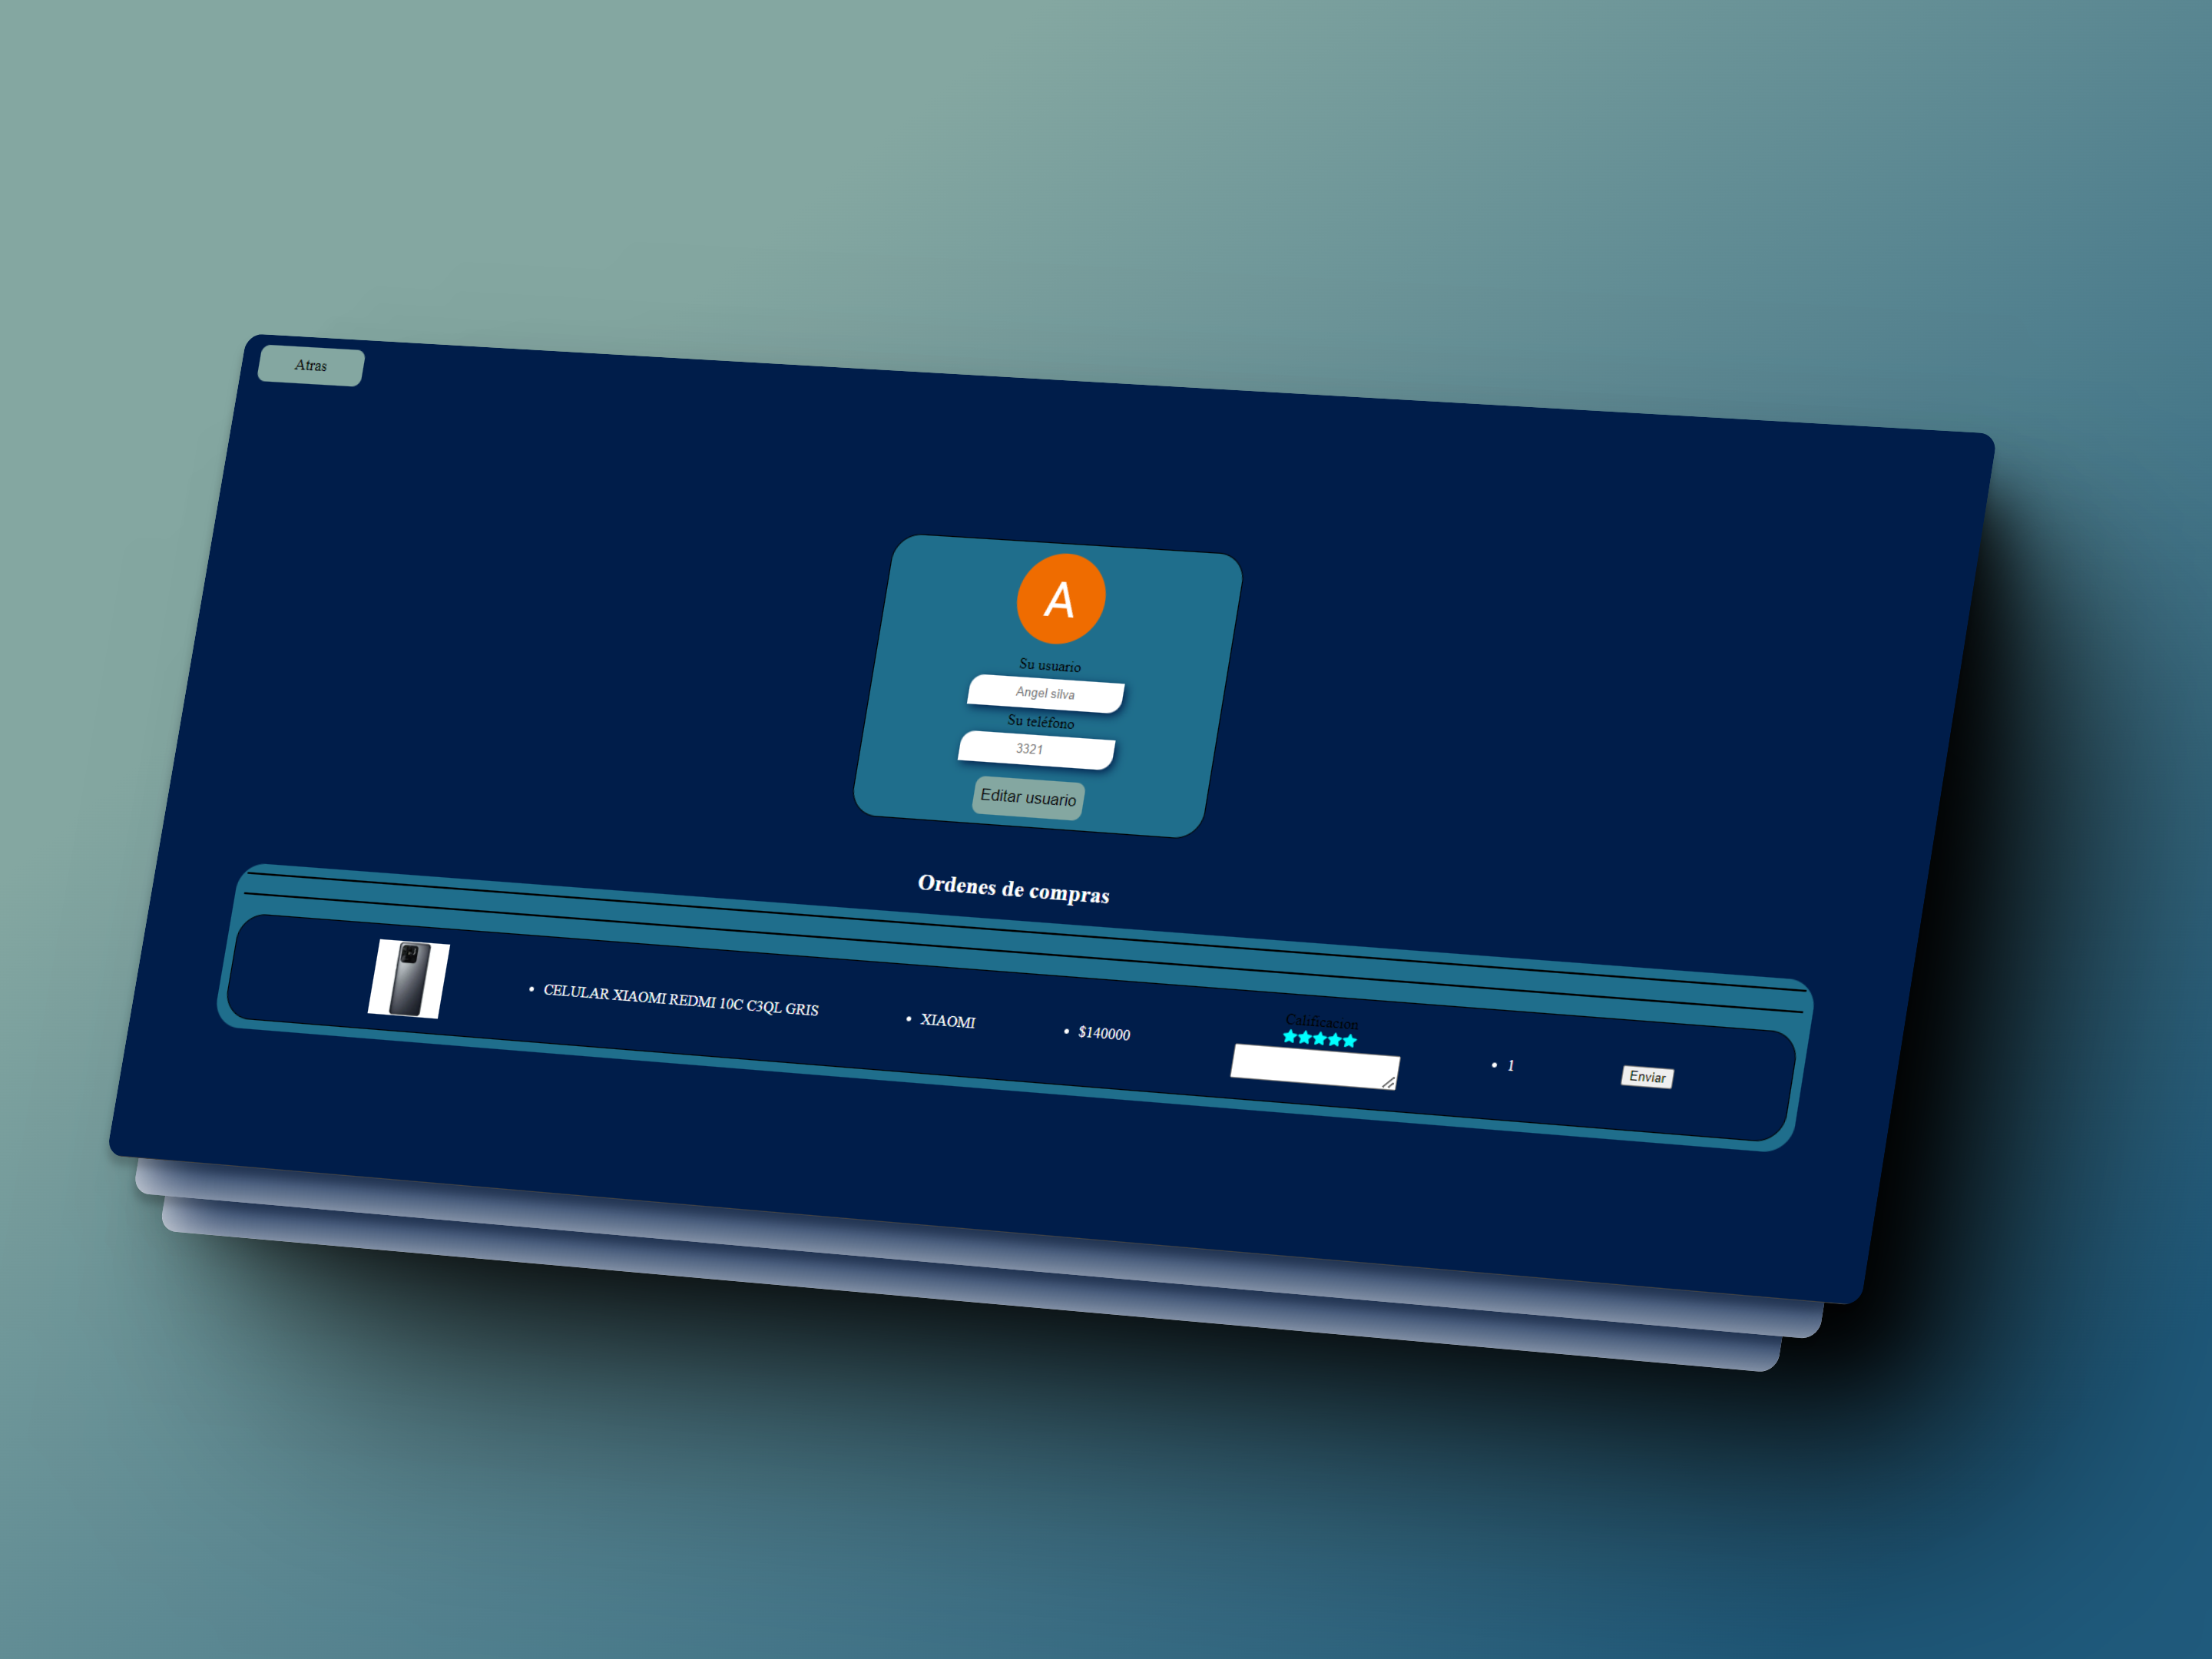 Atras
A
Su usuario
Angel silva
Su teléfono
3321
Editar usuario
Ordenes de compras
CELULAR XIAOMI REDMI 10C C3QL GRIS
XIAOMI
$140000
Calificacion
1
Enviar